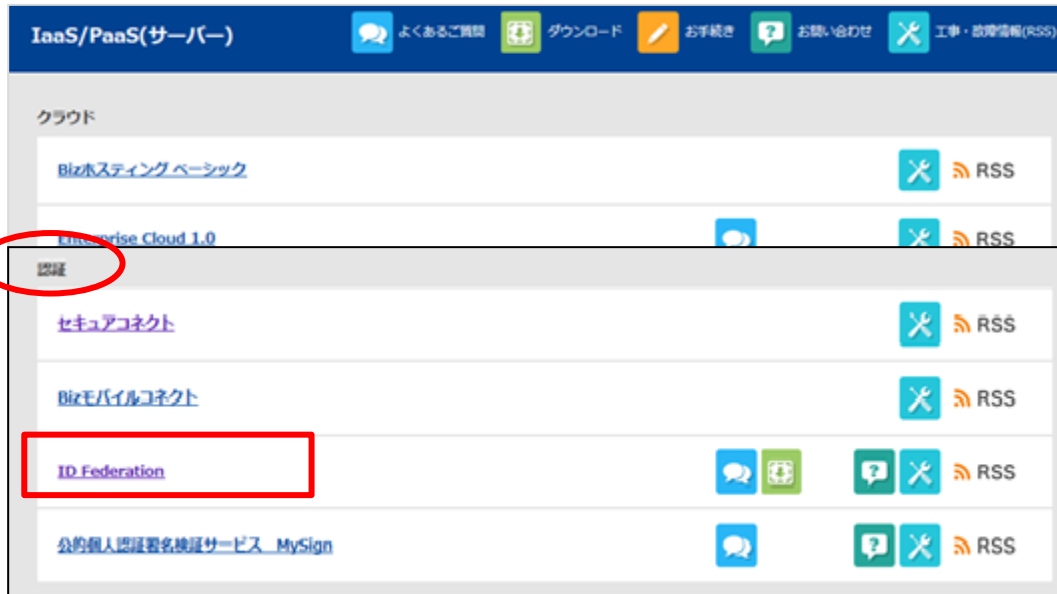 IaaS/PaaS(サーバー) よくあるご質問 ダウンロード お手続き お問い合わせ 工事・故障情報(RSS)
クラウド
Bizホスティング ベーシック RSS
Enterprise Cloud 1.0 RSS
認証
セキュアコネクト RSS
Bizモバイルコネクト RSS
ID Federation RSS
公的個人認証署名検証サービス MySign RSS